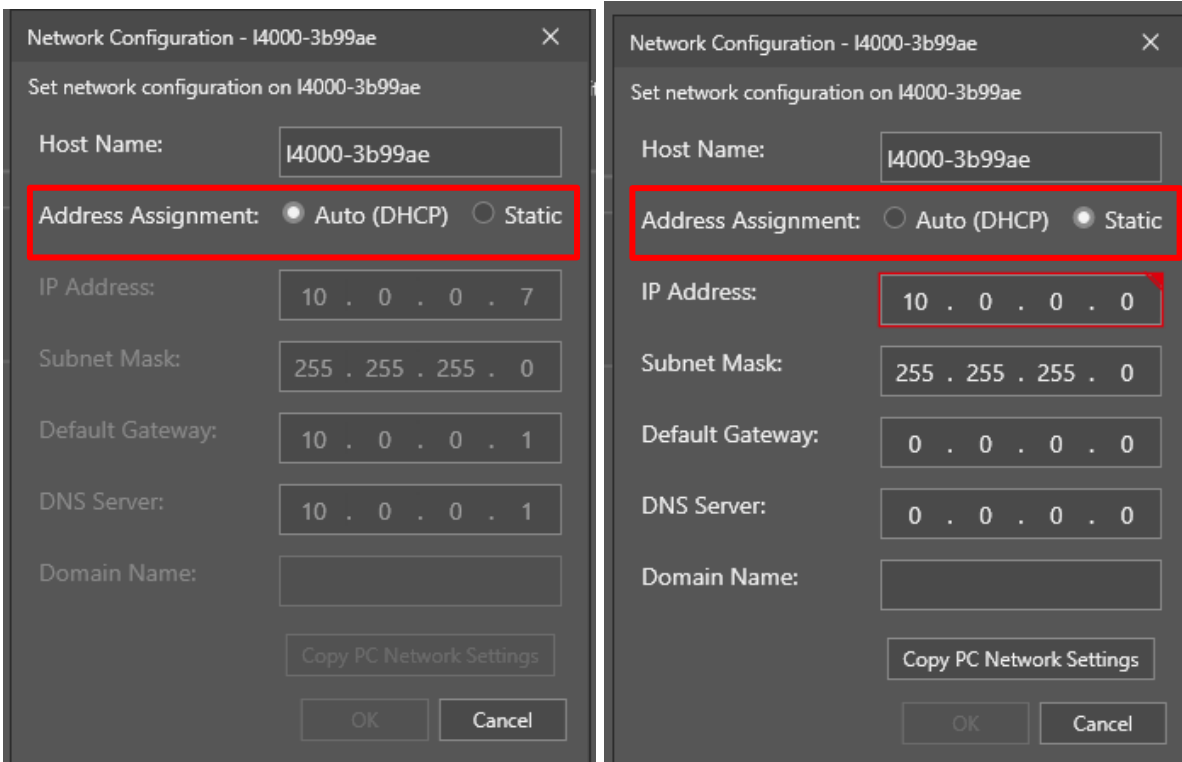 Network Configuration - I4000-3b99ae
Set network configuration on I4000-3b99ae
Host Name: I4000-3b99ae
Address Assignment: Auto (DHCP) Static
IP Address: 10 . 0 . 0 . 7
Subnet Mask: 255 . 255 . 255 . 0
Default Gateway: 10 . 0 . 0 . 1
DNS Server: 10 . 0 . 0 . 1
Domain Name:
Copy PC Network Settings
OK Cancel
Network Configuration - I4000-3b99ae
Set network configuration on I4000-3b99ae
Host Name: I4000-3b99ae
Address Assignment: Auto (DHCP) Static
IP Address: 10 . 0 . 0 . 0
Subnet Mask: 255 . 255 . 255 . 0
Default Gateway: 0 . 0 . 0 . 0
DNS Server: 0 . 0 . 0 . 0
Domain Name:
Copy PC Network Settings
OK Cancel